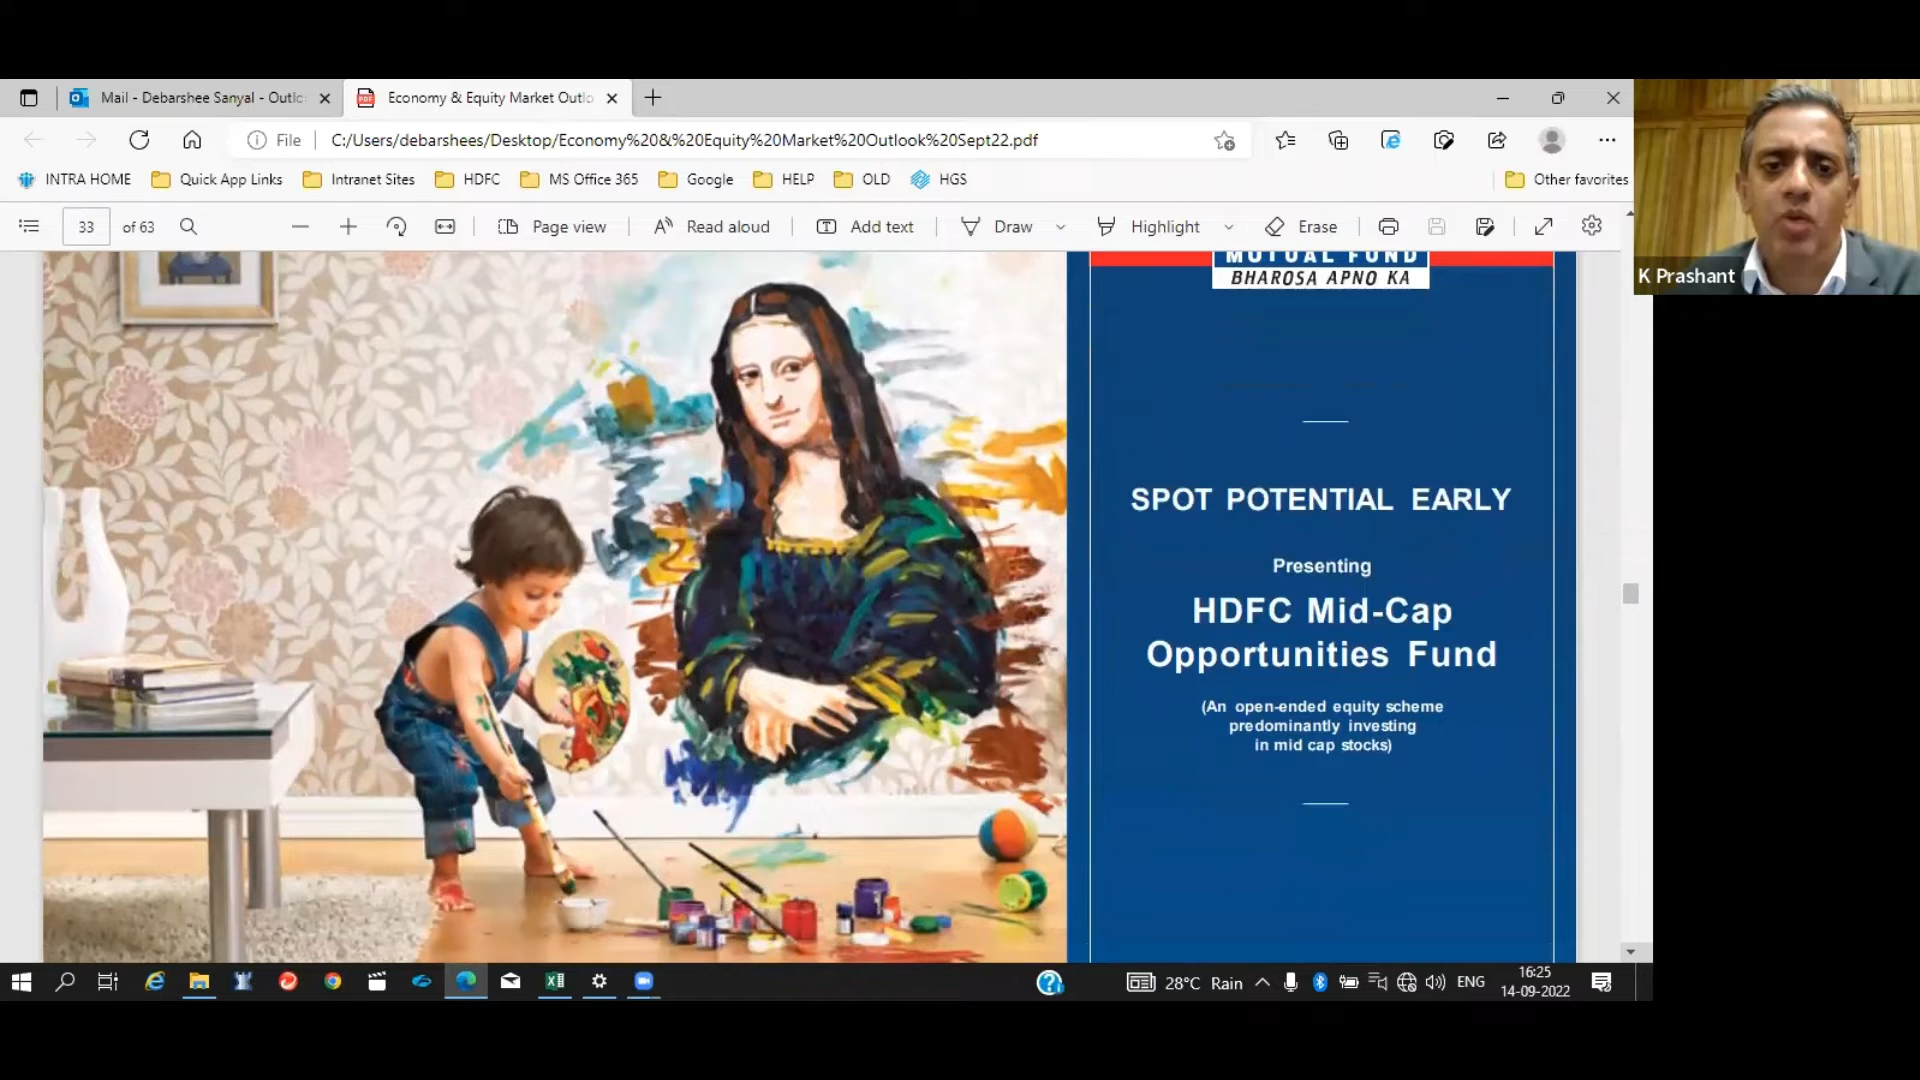 Mail - Debarshee Sanyal - Outlo
Economy & Equity Market Outlo
File
C:/Users/debarshees/Desktop/Economy%20&%20Equity%20Market%20Outlook%20Sept22.pdf
INTRA HOME
Quick App Links
Intranet Sites
HDFC
MS Office 365
Google
HELP
OLD
HGS
Other favorites
33 of 63
Page view
Read aloud
Add text
Draw
Highlight
Erase
K Prashant
MUTUAL FUND
BHAROSA APNO KA
SPOT POTENTIAL EARLY
Presenting
HDFC Mid-Cap
Opportunities Fund
(An open-ended equity scheme
predominantly investing
in mid cap stocks)
28°C Rain
ENG
16:25
14-09-2022